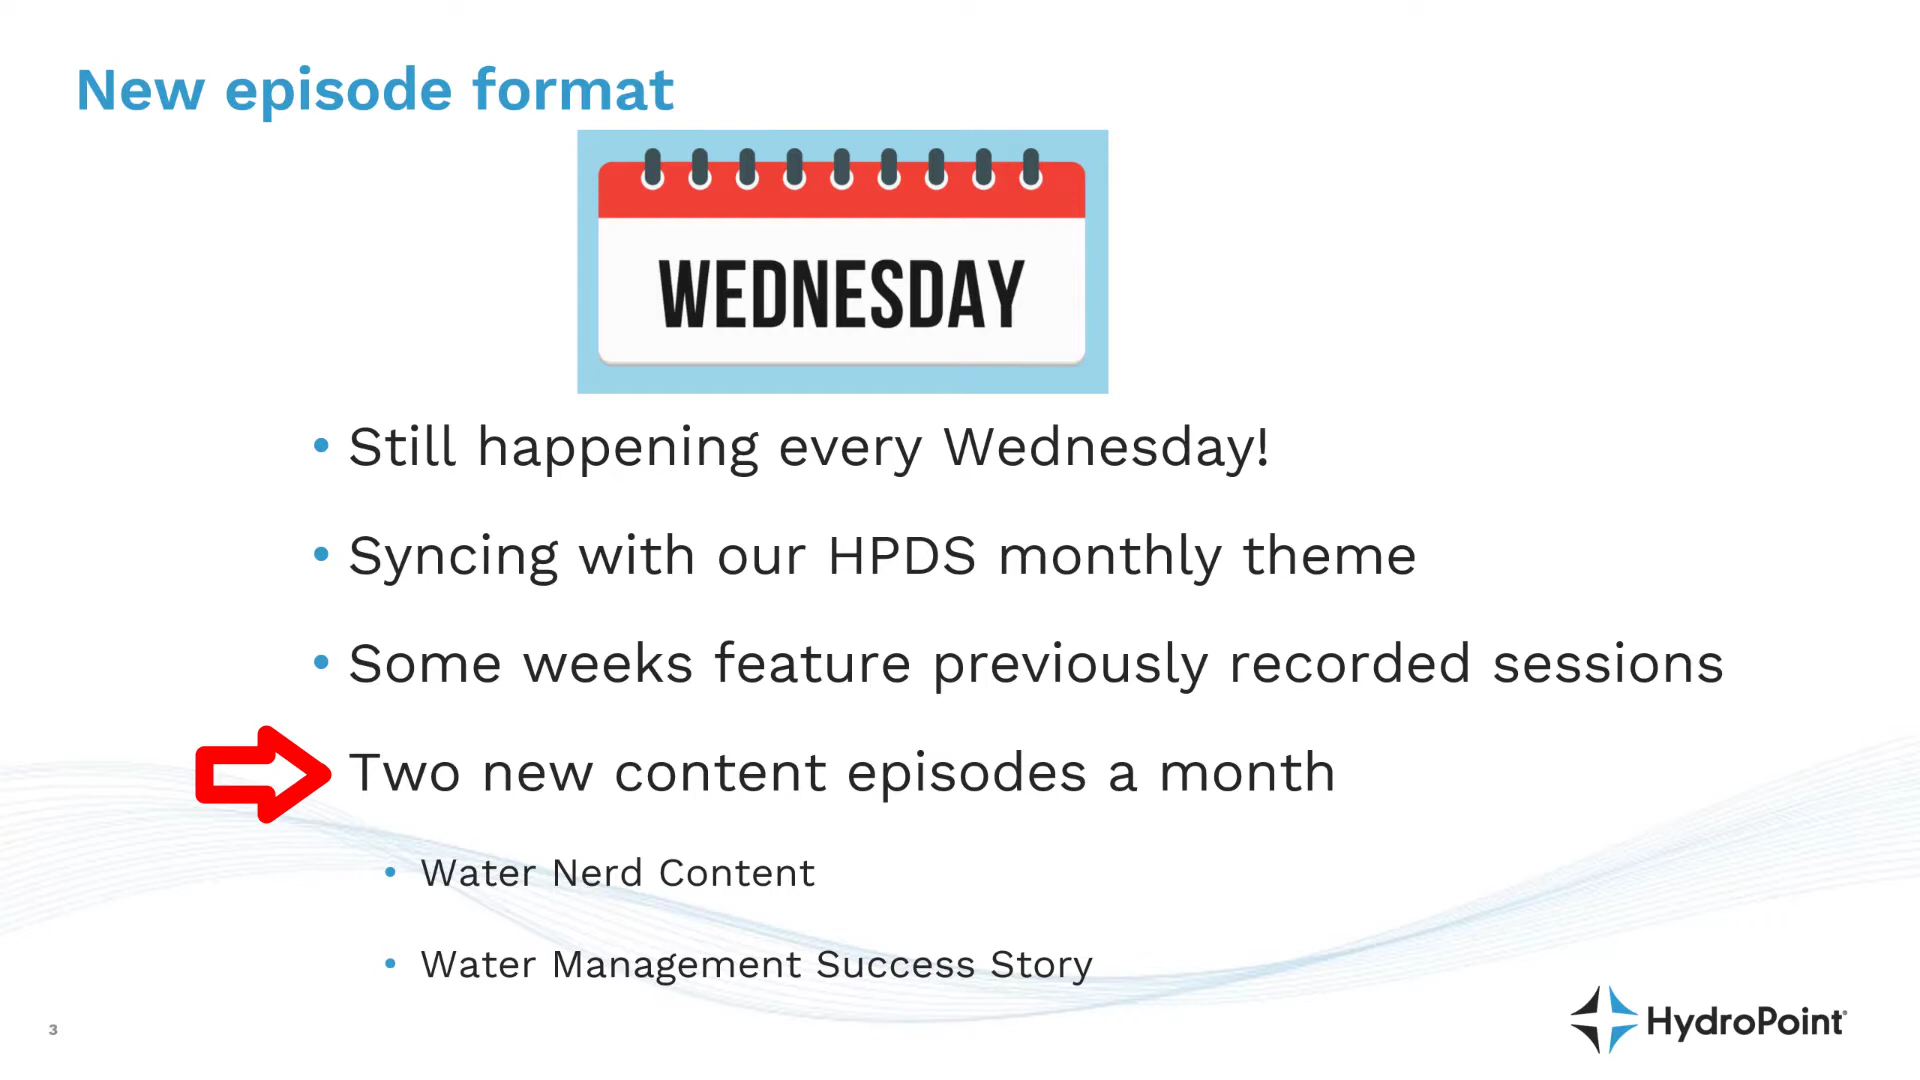 New episode format
WEDNESDAY
• Still happening every Wednesday!
• Syncing with our HPDS monthly theme
• Some weeks feature previously recorded sessions
Two new content episodes a month
• Water Nerd Content
• Water Management Success Story
3
HydroPoint